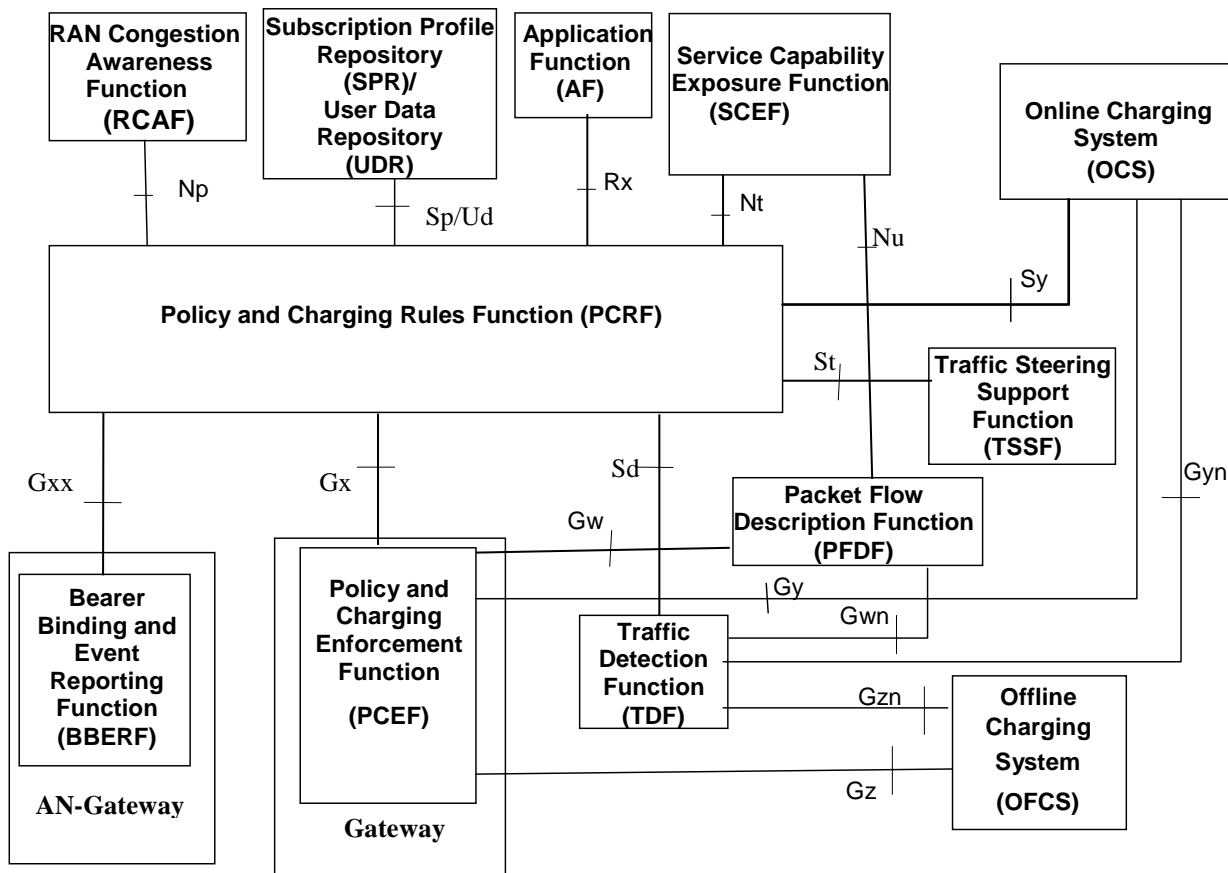 RAN Congestion
Awareness
Function
(RCAF)
Subscription Profile
Repository
(SPR)/
User Data
Repository
(UDR)
Application
Function
(AF)
Service Capability
Exposure Function
(SCEF)
Online Charging
System
(OCS)
Np
Sp/Ud
Rx
Nt
Nu
Sy
Policy and Charging Rules Function (PCRF)
St
Traffic Steering
Support
Function
(TSSF)
Gxx
Gx
Sd
Gyn
Packet Flow
Description Function
(PFDF)
Gw
Gy
Gwn
Bearer
Binding and
Event
Reporting
Function
(BBERF)
AN-Gateway
Policy and
Charging
Enforcement
Function
(PCEF)
Gateway
Traffic
Detection
Function
(TDF)
Gzn
Gz
Offline
Charging
System
(OFCS)